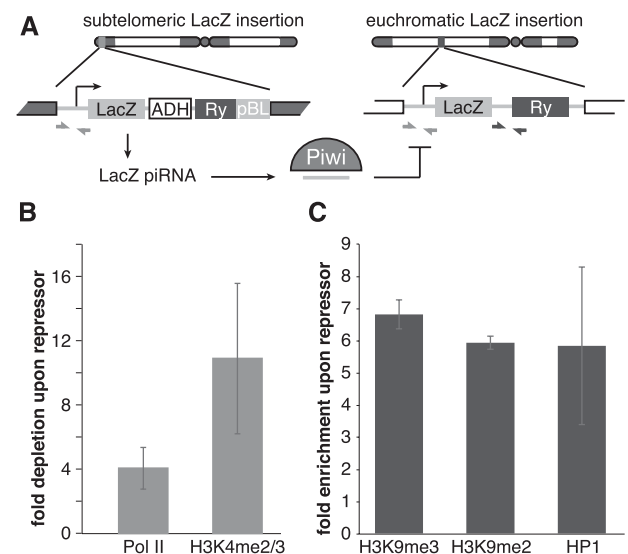 A
subtelomeric LacZ insertion
euchromatic LacZ insertion
LacZ ADH Ry pBL
LacZ Ry
LacZ piRNA
Piwi
B
fold depletion upon repressor
16
12
8
4
0
Pol II H3K4me2/3
C
fold enrichment upon repressor
9
8
7
6
5
4
3
2
1
0
H3K9me3 H3K9me2 HP1